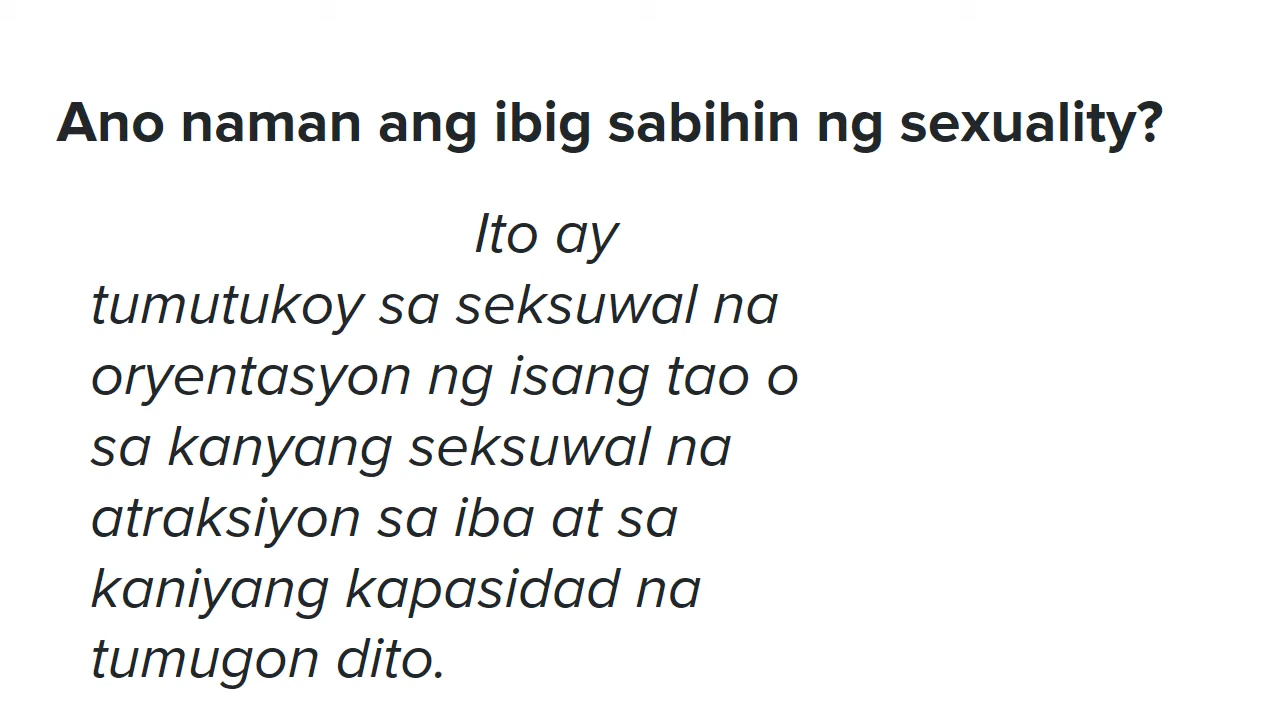 Ano naman ang ibig sabihin ng sexuality?
Ito ay
tumutukoy sa seksuwal na
oryentasyon ng isang tao o
sa kanyang seksuwal na
atraksiyon sa iba at sa
kaniyang kapasidad na
tumugon dito.